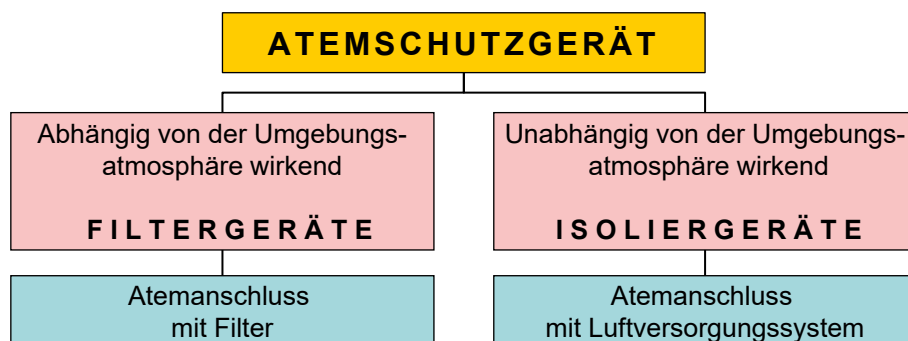 ATEMSCHUTZGERÄT
Abhängig von der Umgebungs-
atmosphäre wirkend
FILTERGERÄTE
Unabhängig von der Umgebungs-
atmosphäre wirkend
ISOLIERGERÄTE
Atemanschluss
mit Filter
Atemanschluss
mit Luftversorgungssystem